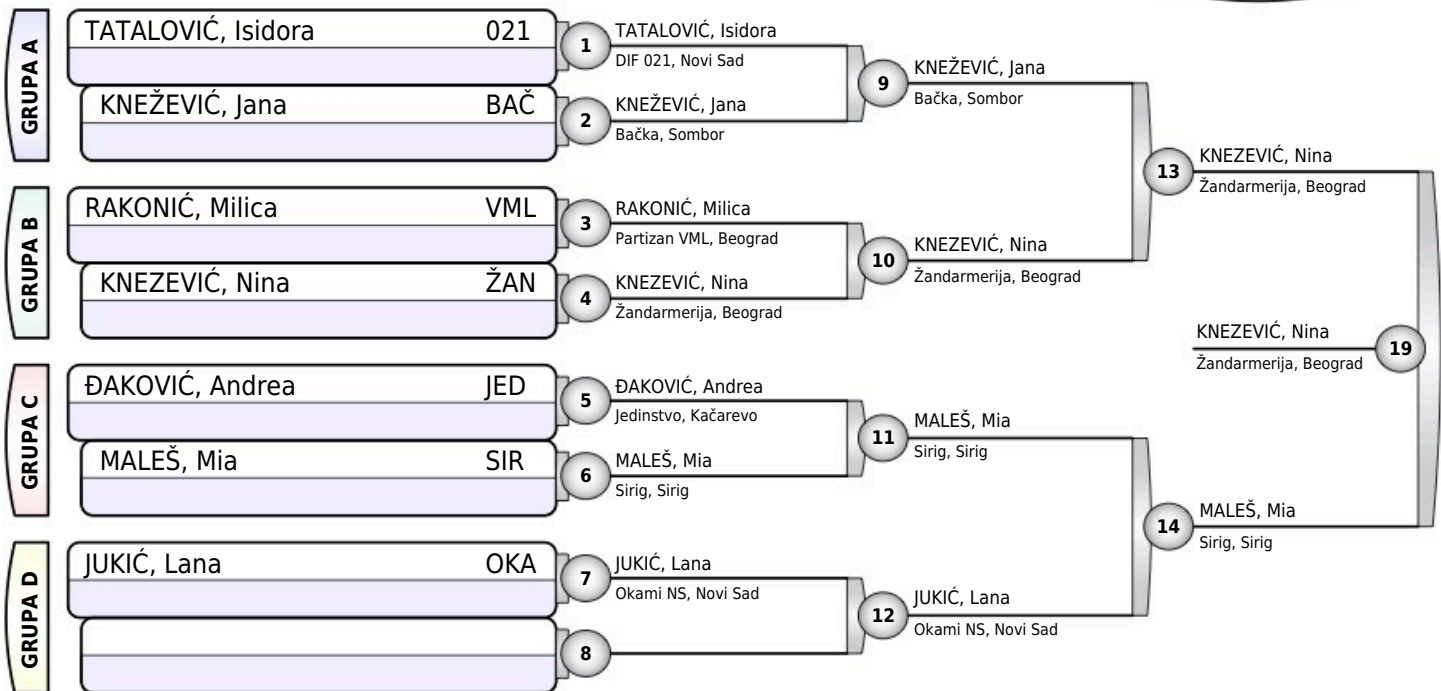 GRUPA A
TATALOVIĆ, Isidora 021
KNEŽEVIĆ, Jana BAČ
1
TATALOVIĆ, Isidora
DIF 021, Novi Sad
2
KNEŽEVIĆ, Jana
Bačka, Sombor
9
KNEŽEVIĆ, Jana
Bačka, Sombor
GRUPA B
RAKONIĆ, Milica VML
KNEZEVIĆ, Nina ŽAN
3
RAKONIĆ, Milica
Partizan VML, Beograd
4
KNEZEVIĆ, Nina
Žandarmerija, Beograd
10
KNEZEVIĆ, Nina
Žandarmerija, Beograd
13
KNEZEVIĆ, Nina
Žandarmerija, Beograd
GRUPA C
ĐAKOVIĆ, Andrea JED
MALEŠ, Mia SIR
5
ĐAKOVIĆ, Andrea
Jedinstvo, Kačarevo
6
MALEŠ, Mia
Sirig, Sirig
11
MALEŠ, Mia
Sirig, Sirig
GRUPA D
JUKIĆ, Lana OKA
7
JUKIĆ, Lana
Okami NS, Novi Sad
8
12
JUKIĆ, Lana
Okami NS, Novi Sad
14
MALEŠ, Mia
Sirig, Sirig
KNEZEVIĆ, Nina
Žandarmerija, Beograd
19